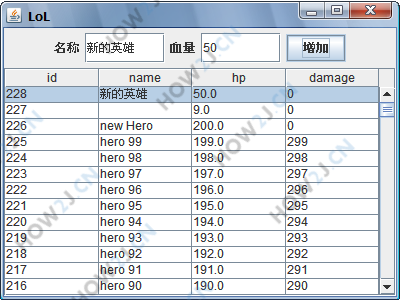 LoL
名称 新的英雄 血量 50 增加
id name hp damage
228 新的英雄 50.0 0
227 9.0 0
226 new Hero 200.0 0
225 hero 99 199.0 299
224 hero 98 198.0 298
223 hero 97 197.0 297
222 hero 96 196.0 296
221 hero 95 195.0 295
220 hero 94 194.0 294
219 hero 93 193.0 293
218 hero 92 192.0 292
217 hero 91 191.0 291
216 hero 90 190.0 290
HOW2J.CN
HOW2J.CN
HOW2J.CN
HOW2J.CN
HOW2J.CN